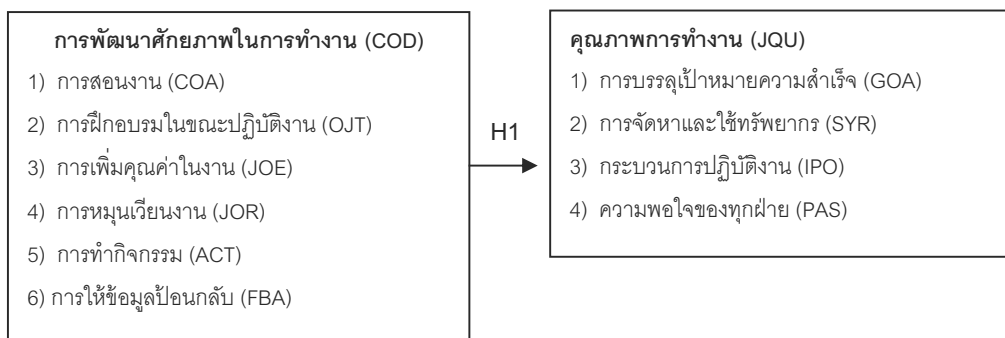 การพัฒนาศักยภาพในการทำงาน (COD)
1) การสอนงาน (COA)
2) การฝึกอบรมในขณะปฏิบัติงาน (OJT)
3) การเพิ่มคุณค่าในงาน (JOE)
4) การหมุนเวียนงาน (JOR)
5) การทำกิจกรรม (ACT)
6) การให้ข้อมูลป้อนกลับ (FBA)
H1
คุณภาพการทำงาน (JQU)
1) การบรรลุเป้าหมายความสำเร็จ (GOA)
2) การจัดหาและใช้ทรัพยากร (SYR)
3) กระบวนการปฏิบัติงาน (IPO)
4) ความพอใจของทุกฝ่าย (PAS)